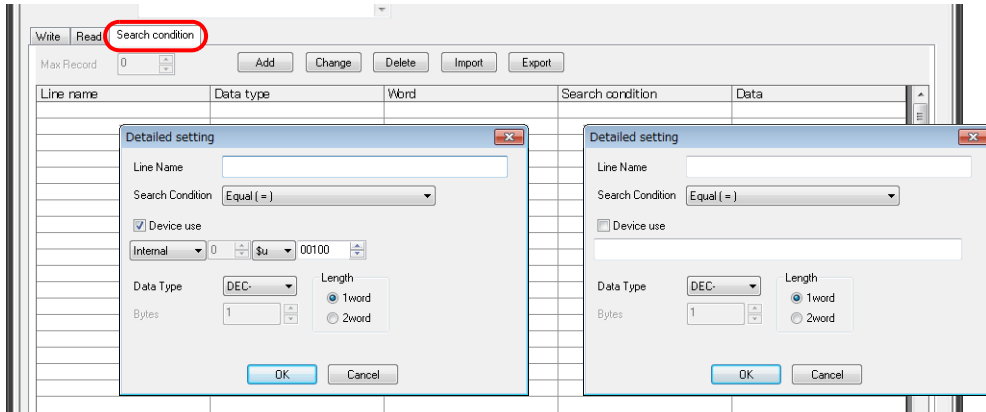 Write Read Search condition
Max Record 0 Add Change Delete Import Export
Line name Data type Word Search condition Data
Detailed setting
Line Name
Search Condition Equal ( = )
Device use
Internal 0 $u 00100
Data Type DEC- Length
1word
Bytes 1 2word
OK Cancel
Detailed setting
Line Name
Search Condition Equal ( = )
Device use
Data Type DEC- Length
1word
Bytes 1 2word
OK Cancel